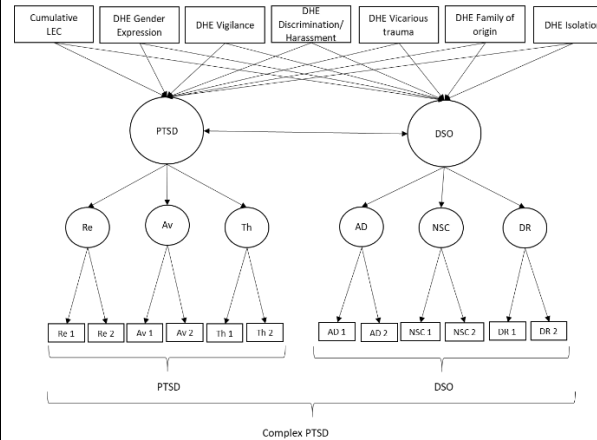 Cumulative
LEC
DHE Gender
Expression
DHE Vigilance
DHE
Discrimination/
Harassment
DHE Vicarious
trauma
DHE Family of
origin
DHE Isolation
PTSD
DSO
Re
Av
Th
AD
NSC
DR
Re 1
Re 2
Av 1
Av 2
Th 1
Th 2
AD 1
AD 2
NSC 1
NSC 2
DR 1
DR 2
PTSD
DSO
Complex PTSD